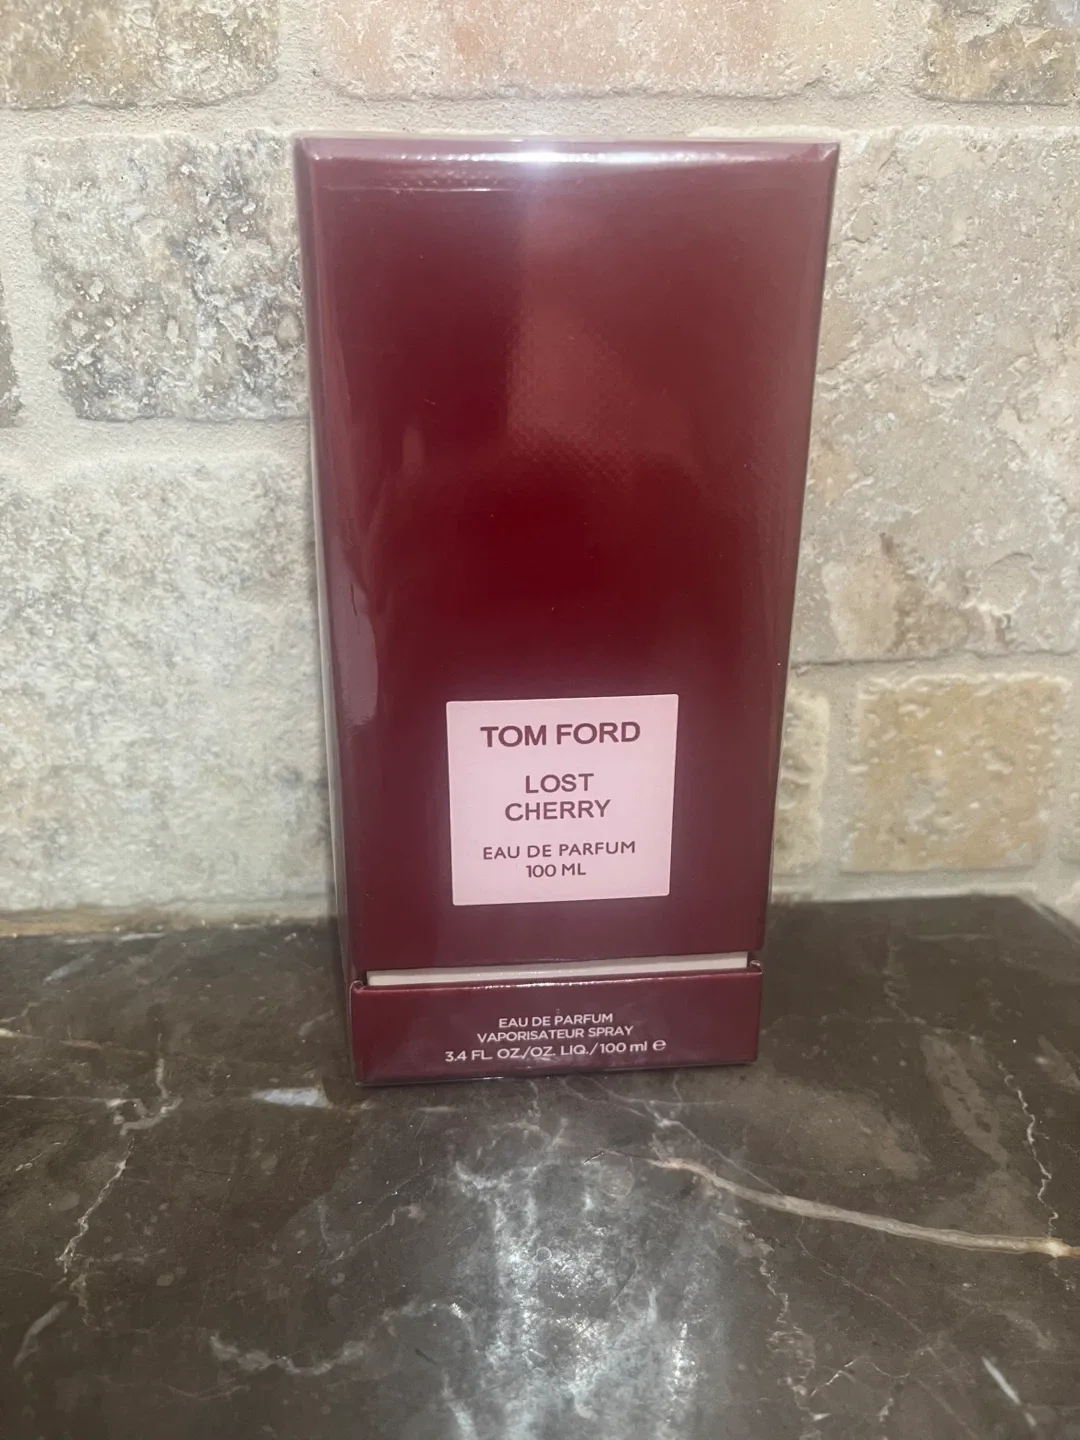 TOM FORD
LOST
CHERRY
EAU DE PARFUM
100 ML
EAU DE PARFUM
VAPORISATEUR SPRAY
3.4 FL. OZ./OZ. LIQ./100 ml ℮